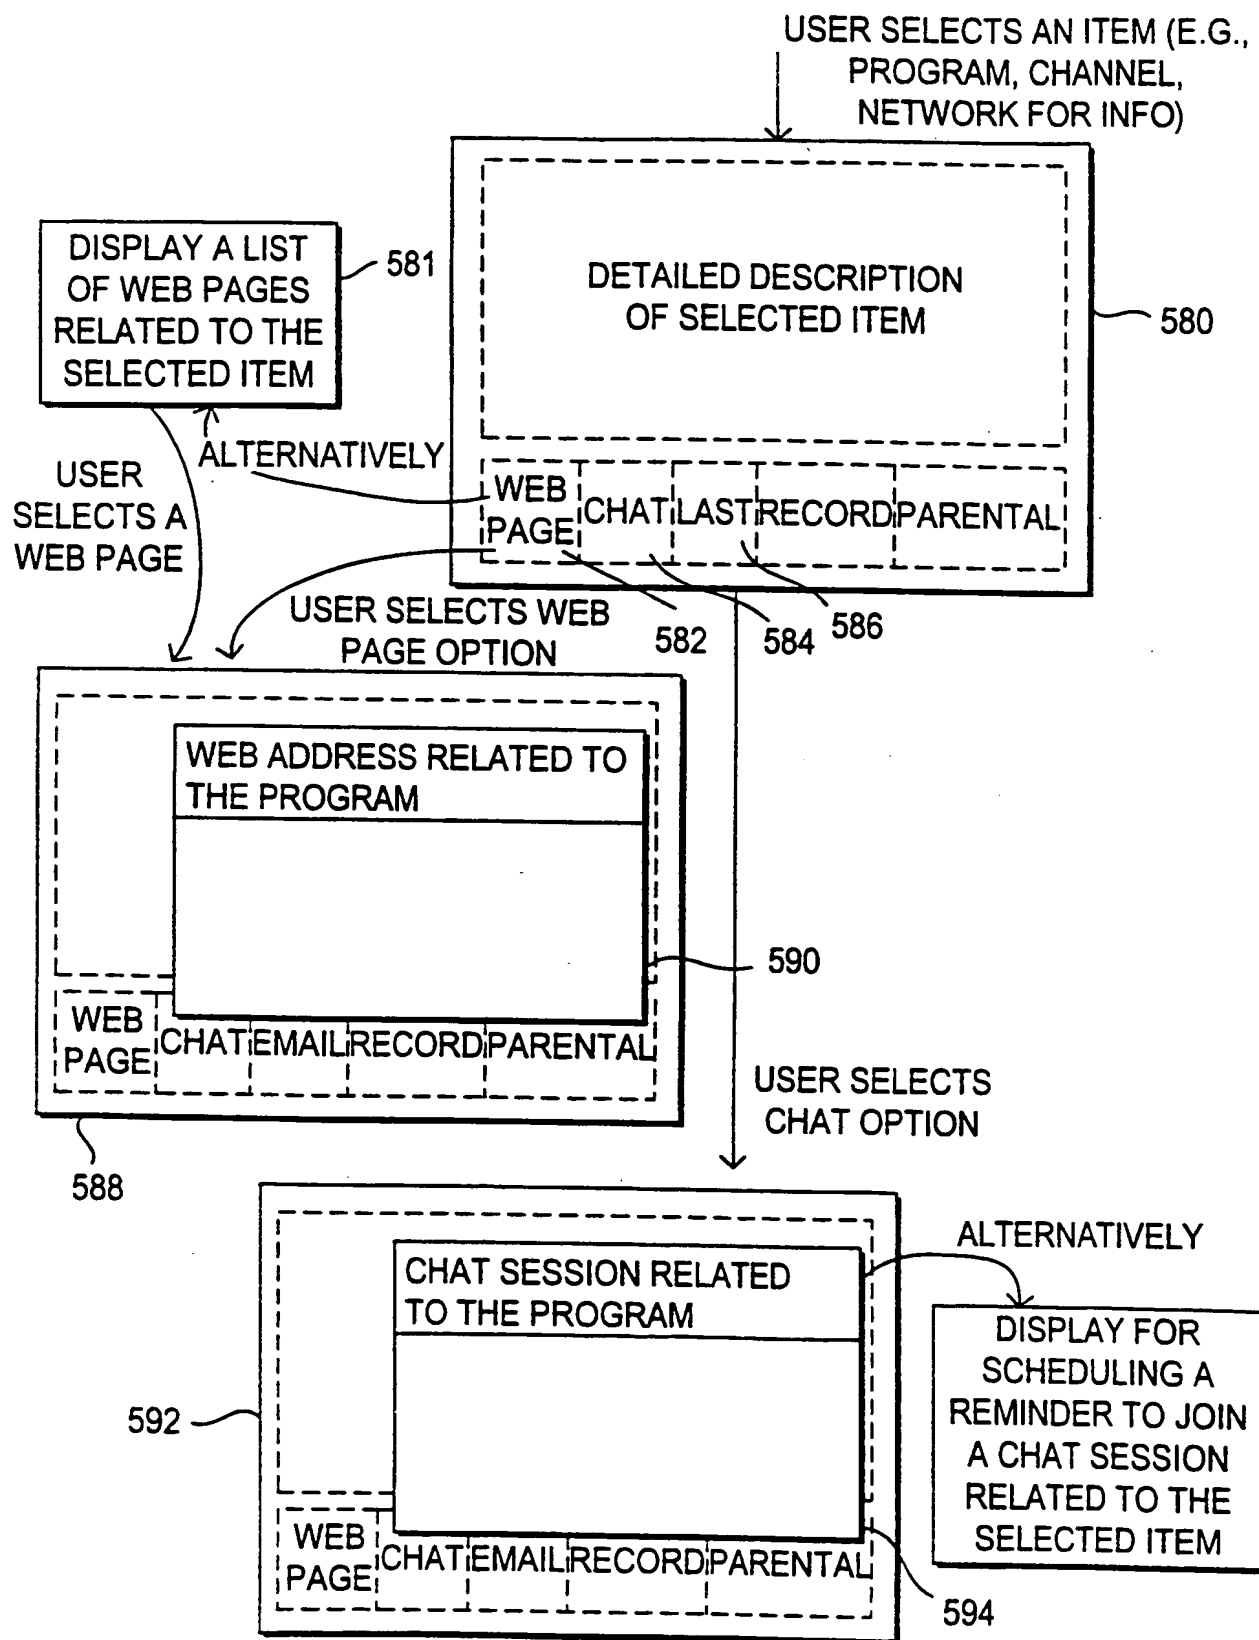 USER SELECTS AN ITEM (E.G.,
PROGRAM, CHANNEL,
NETWORK FOR INFO)
DISPLAY A LIST
OF WEB PAGES
RELATED TO THE
SELECTED ITEM
581
DETAILED DESCRIPTION
OF SELECTED ITEM
580
ALTERNATIVELY
USER
SELECTS A
WEB PAGE
WEB
PAGE
CHAT
LAST
RECORD
PARENTAL
USER SELECTS WEB
PAGE OPTION
582
584
586
WEB ADDRESS RELATED TO
THE PROGRAM
590
WEB
PAGE
CHAT
EMAIL
RECORD
PARENTAL
588
USER SELECTS
CHAT OPTION
CHAT SESSION RELATED
TO THE PROGRAM
ALTERNATIVELY
DISPLAY FOR
SCHEDULING A
REMINDER TO JOIN
A CHAT SESSION
RELATED TO THE
SELECTED ITEM
592
WEB
PAGE
CHAT
EMAIL
RECORD
PARENTAL
594